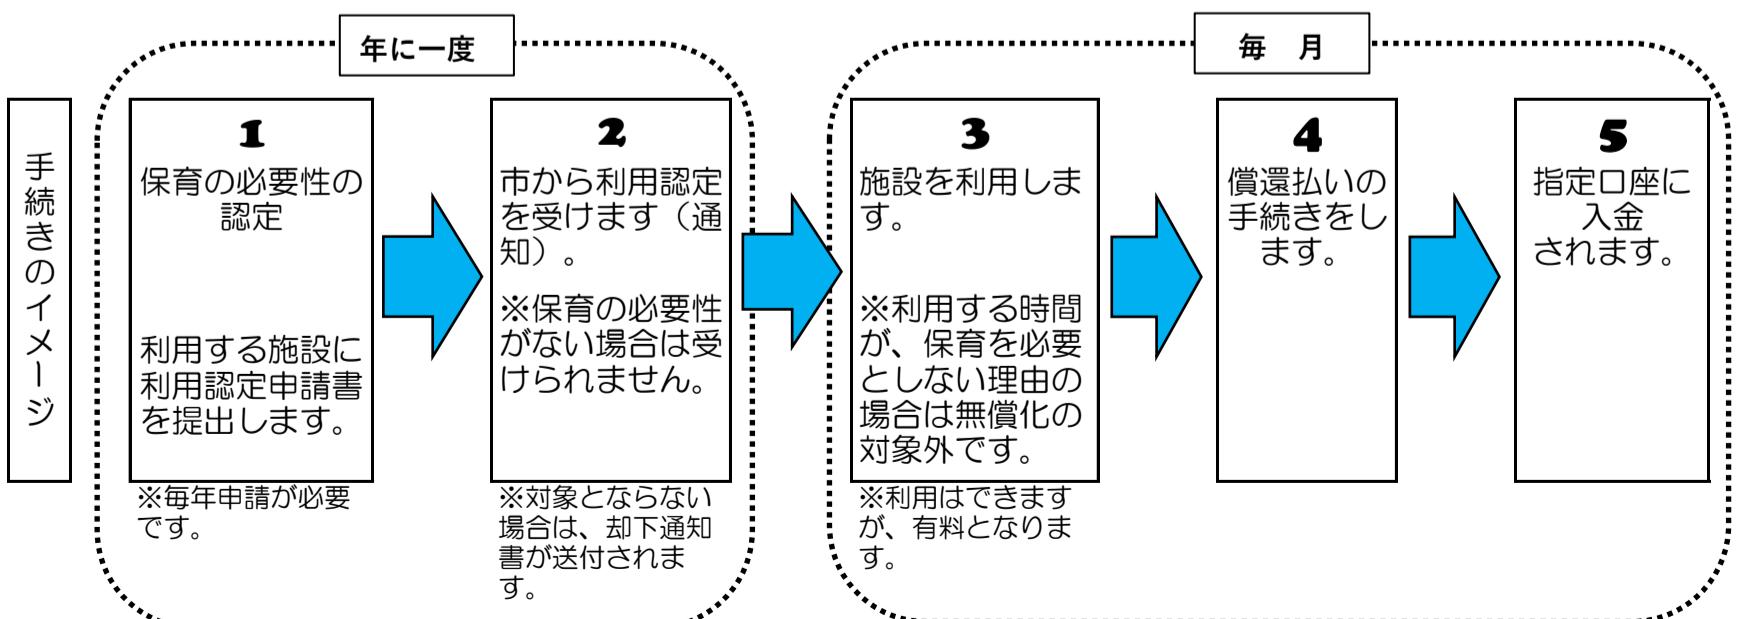 手続きのイメージ
年に一度
1
保育の必要性の
認定
利用する施設に
利用認定申請書
を提出します。
※毎年申請が必要
です。
2
市から利用認定
を受けます（通
知）。
※保育の必要性
がない場合は受
けられません。
※対象とならない
場合は、却下通知
書が送付されま
す。
毎　月
3
施設を利用しま
す。
※利用する時間
が、保育を必要
としない理由の
場合は無償化の
対象外です。
※利用はできます
が、有料となりま
す。
4
償還払いの
手続きをし
ます。
5
指定口座に
入金
されます。